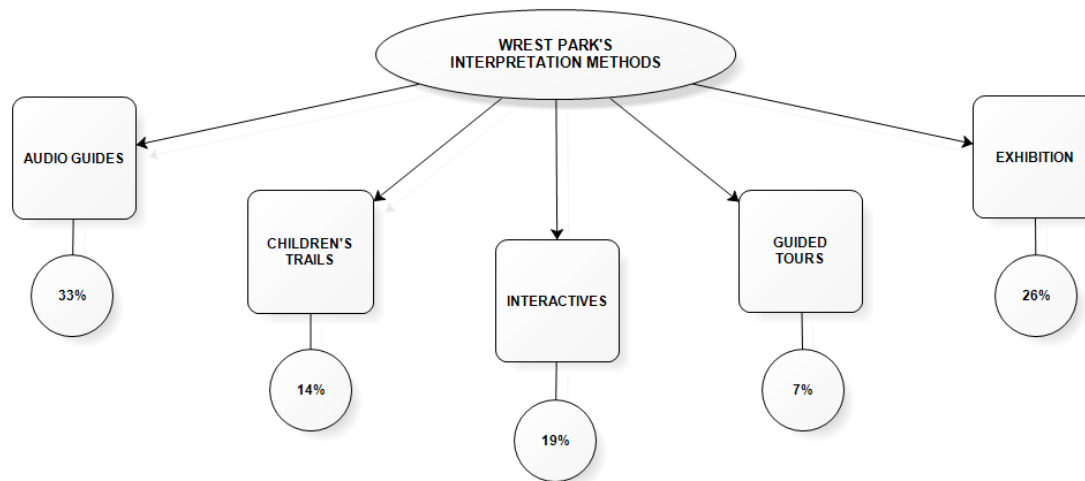 WREST PARK'S
INTERPRETATION METHODS
AUDIO GUIDES
33%
CHILDREN'S
TRAILS
14%
INTERACTIVES
19%
GUIDED
TOURS
7%
EXHIBITION
26%